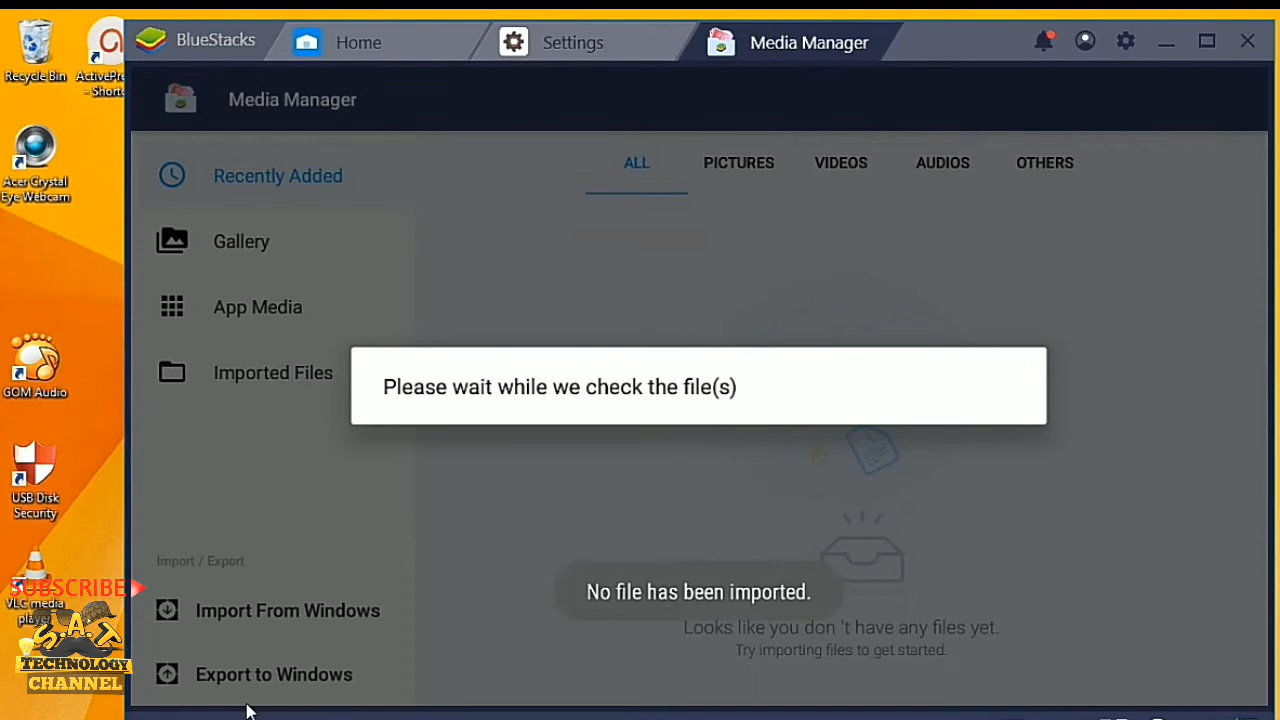 BlueStacks
Home
Settings
Media Manager
Recycle Bin
ActivePre
- Shortc
Media Manager
Recently Added
ALL
PICTURES
VIDEOS
AUDIOS
OTHERS
Acer Crystal
Eye Webcam
Gallery
App Media
Imported Files
Please wait while we check the file(s)
GOM Audio
USB Disk
Security
Import / Export
SUBSCRIBE
VLC media
player
Import From Windows
No file has been imported.
Looks like you don 't have any files yet.
Try importing files to get started.
S.A.T
TECHNOLOGY
CHANNEL
Export to Windows